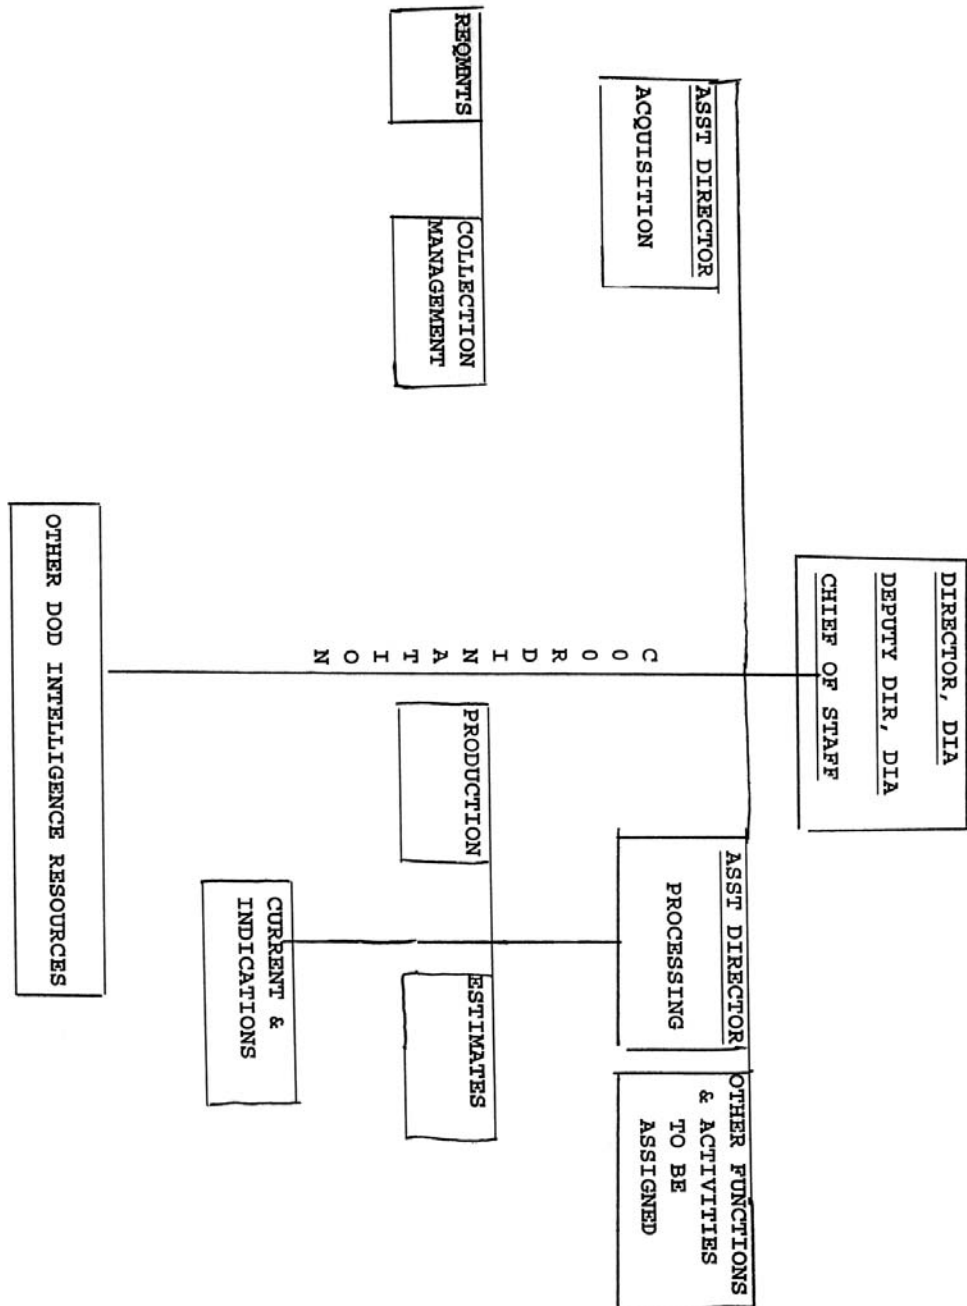 DIRECTOR, DIA
DEPUTY DIR, DIA
CHIEF OF STAFF
ASST DIRECTOR
ACQUISITION
ASST DIRECTOR
PROCESSING
OTHER FUNCTIONS
& ACTIVITIES
TO BE
ASSIGNED
COORDINATION
REQMNTS
COLLECTION
MANAGEMENT
PRODUCTION
ESTIMATES
CURRENT &
INDICATIONS
OTHER DOD INTELLIGENCE RESOURCES